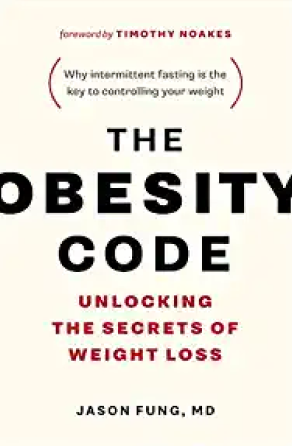 foreword by TIMOTHY NOAKES
(Why intermittent fasting is the
key to controlling your weight)
THE
OBESITY
CODE
UNLOCKING
THE SECRETS OF
WEIGHT LOSS
JASON FUNG, MD